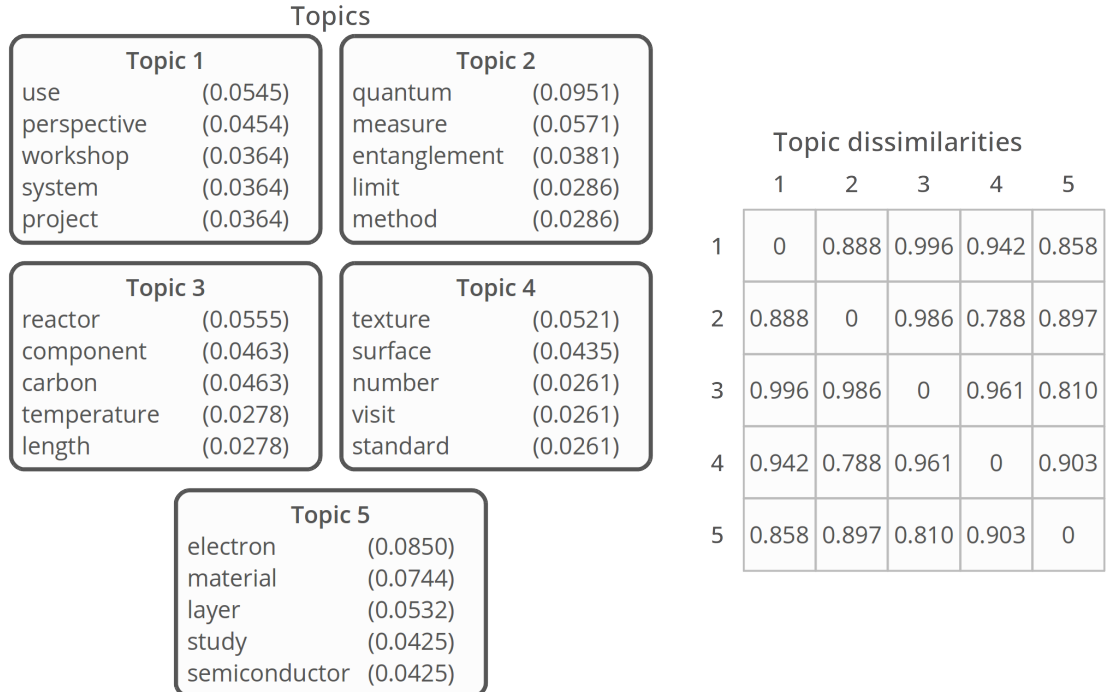 Topics
Topic 1
use (0.0545)
perspective (0.0454)
workshop (0.0364)
system (0.0364)
project (0.0364)
Topic 2
quantum (0.0951)
measure (0.0571)
entanglement (0.0381)
limit (0.0286)
method (0.0286)
Topic 3
reactor (0.0555)
component (0.0463)
carbon (0.0463)
temperature (0.0278)
length (0.0278)
Topic 4
texture (0.0521)
surface (0.0435)
number (0.0261)
visit (0.0261)
standard (0.0261)
Topic 5
electron (0.0850)
material (0.0744)
layer (0.0532)
study (0.0425)
semiconductor (0.0425)
Topic dissimilarities
1 2 3 4 5
1 0 0.888 0.996 0.942 0.858
2 0.888 0 0.986 0.788 0.897
3 0.996 0.986 0 0.961 0.810
4 0.942 0.788 0.961 0 0.903
5 0.858 0.897 0.810 0.903 0